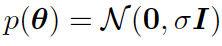 p(𝜽) = 𝒩(𝟎, σ𝑰)